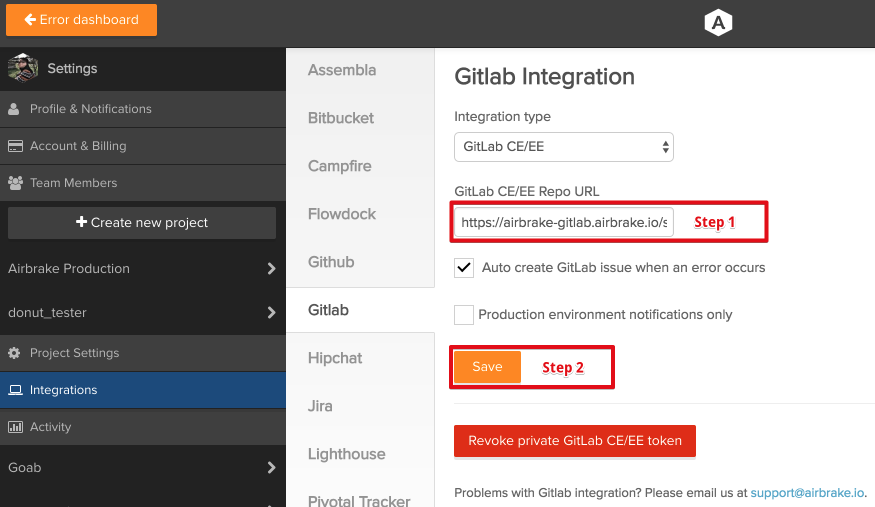 Error dashboard
A
Settings
Profile & Notifications
Account & Billing
Team Members
Create new project
Airbrake Production
donut_tester
Project Settings
Integrations
Activity
Goab
Assembla
Bitbucket
Campfire
Flowdock
Github
Gitlab
Hipchat
Jira
Lighthouse
Pivotal Tracker
Gitlab Integration
Integration type
GitLab CE/EE
GitLab CE/EE Repo URL
https://airbrake-gitlab.airbrake.io/s Step 1
Auto create GitLab issue when an error occurs
Production environment notifications only
Save Step 2
Revoke private GitLab CE/EE token
Problems with Gitlab integration? Please email us at support@airbrake.io.